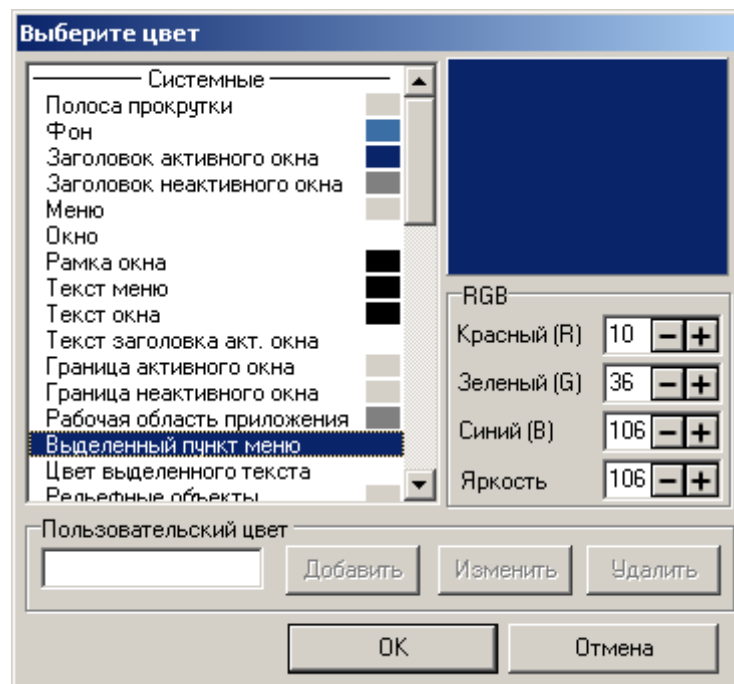 Выберите цвет
Системные
Полоса прокрутки
Фон
Заголовок активного окна
Заголовок неактивного окна
Меню
Окно
Рамка окна
Текст меню
Текст окна
Текст заголовка акт. окна
Граница активного окна
Граница неактивного окна
Рабочая область приложения
Выделенный пункт меню
Цвет выделенного текста
Рельефные объекты
RGB
Красный (R) 10
Зеленый (G) 36
Синий (B) 106
Яркость 106
Пользовательский цвет
Добавить Изменить Удалить
OK Отмена